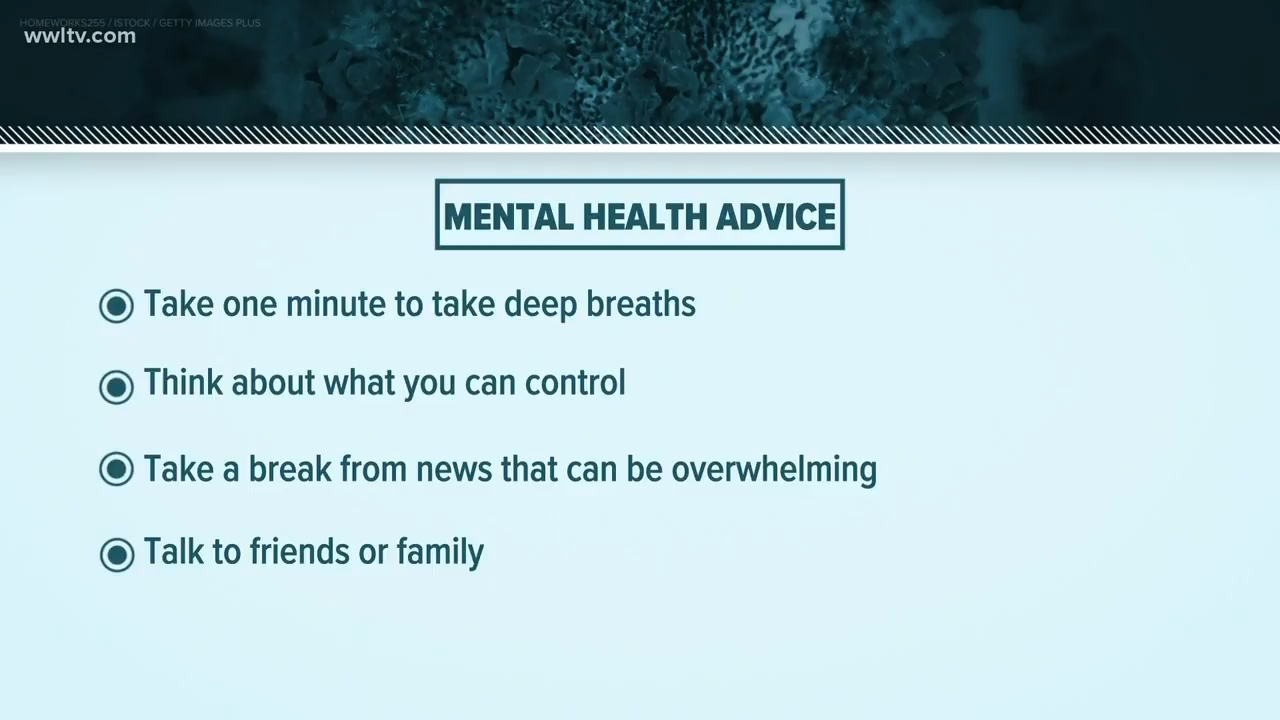 HOMEWORKS255 / ISTOCK / GETTY IMAGES PLUS
wwltv.com
MENTAL HEALTH ADVICE
Take one minute to take deep breaths
Think about what you can control
Take a break from news that can be overwhelming
Talk to friends or family